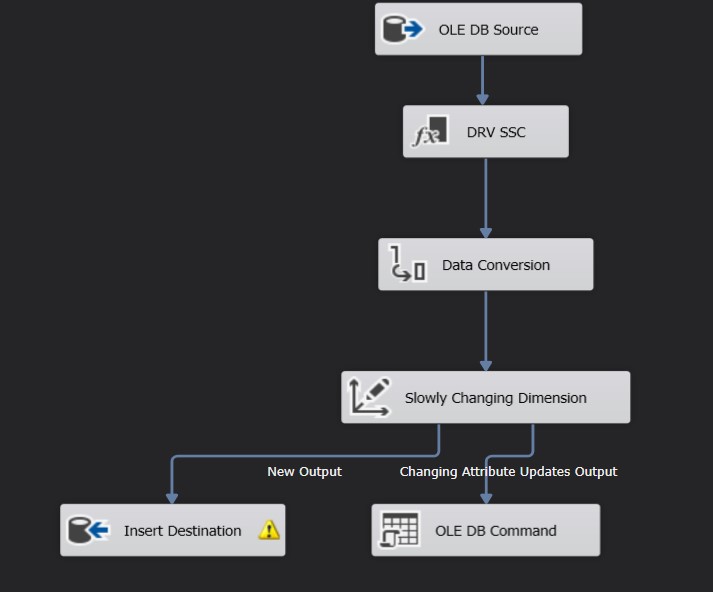 OLE DB Source
fx
DRV SSC
Data Conversion
Slowly Changing Dimension
New Output
Changing Attribute Updates Output
Insert Destination
OLE DB Command